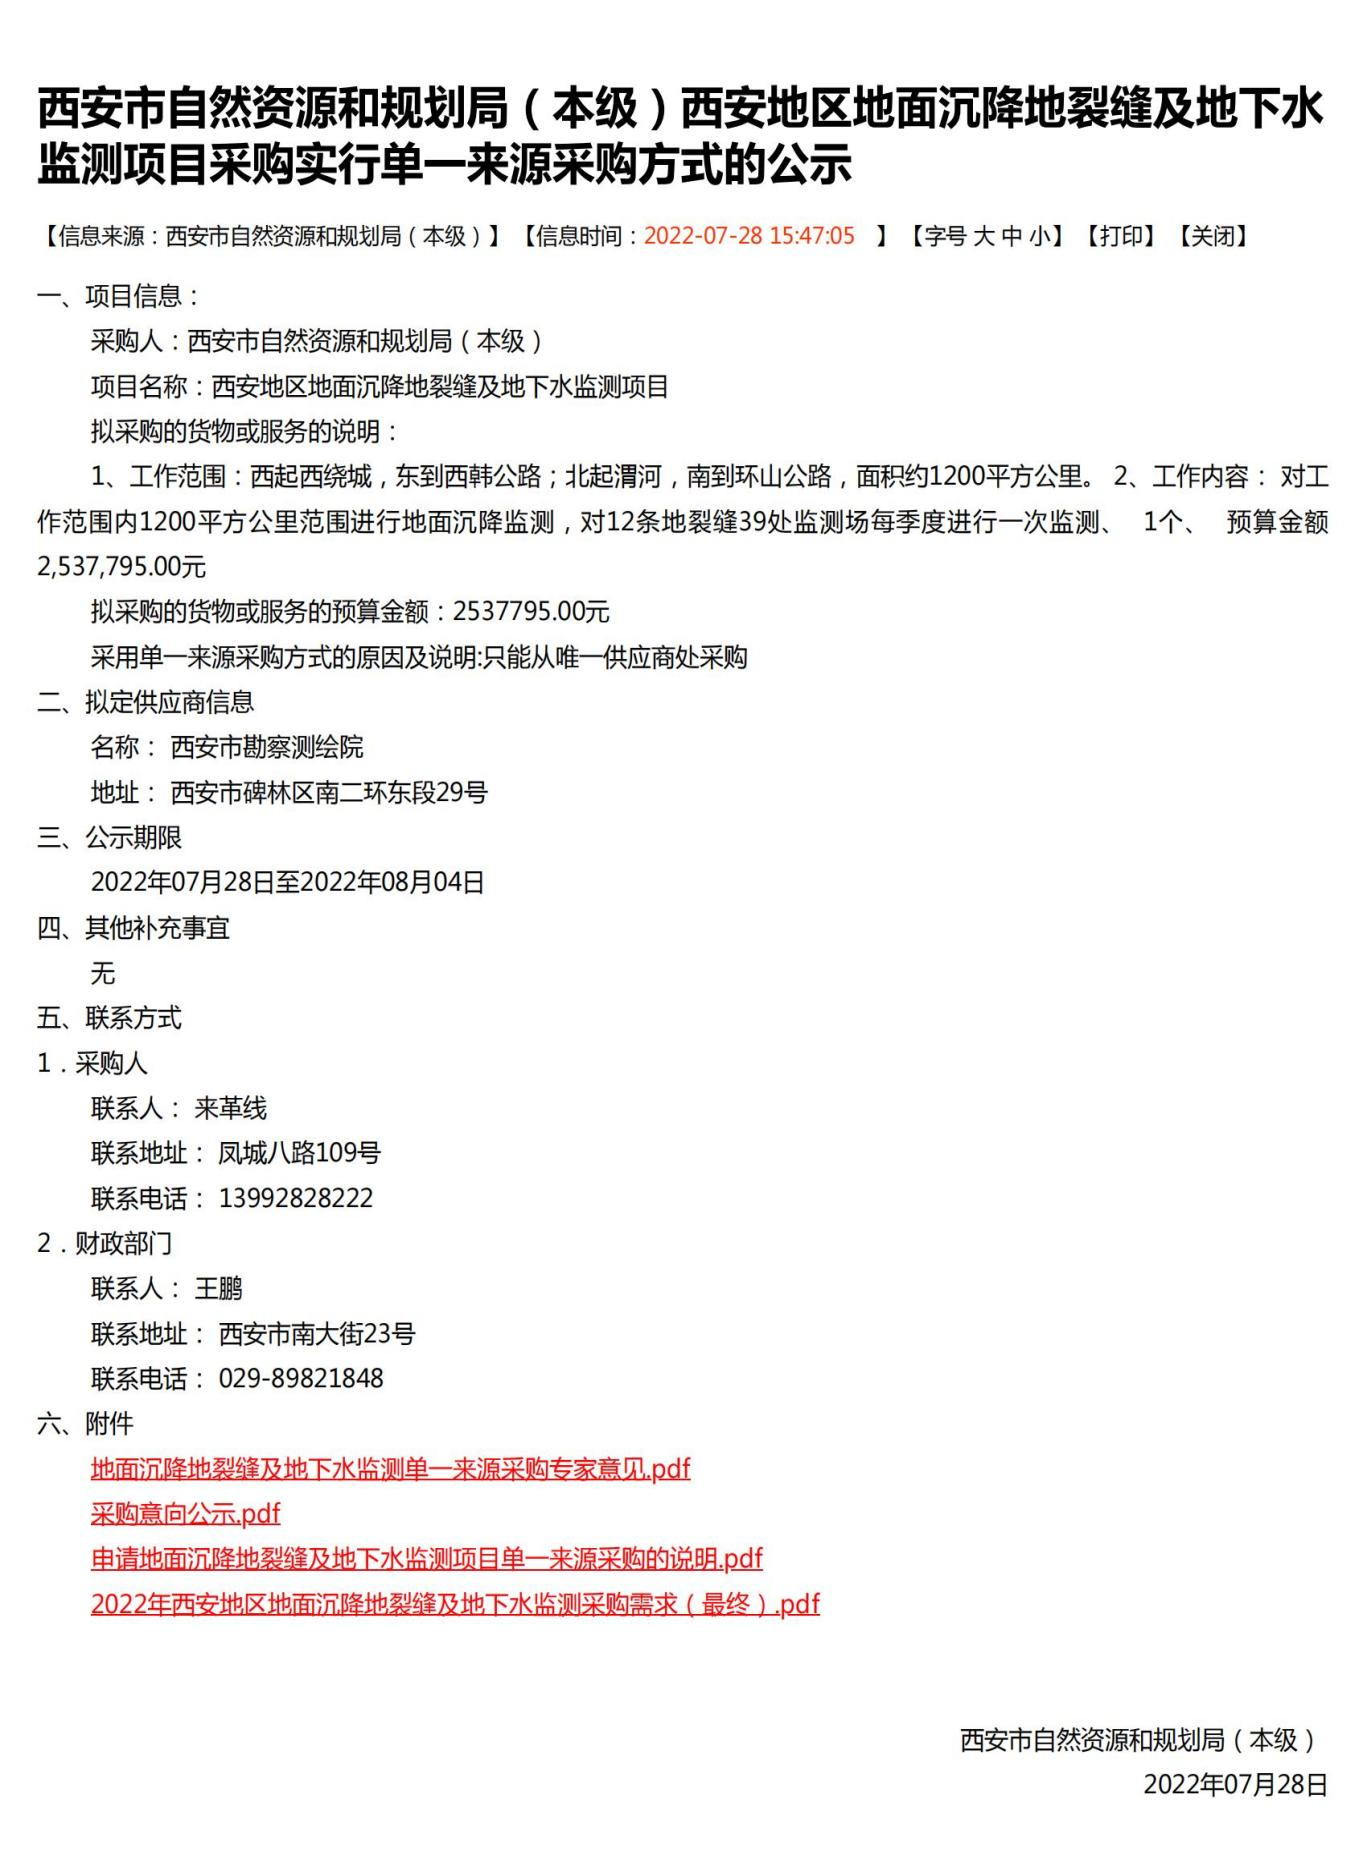 西安市自然资源和规划局（本级）西安地区地面沉降地裂缝及地下水
监测项目采购实行单一来源采购方式的公示
【信息来源：西安市自然资源和规划局（本级）】【信息时间：2022-07-28 15:47:05 】【字号 大 中 小】【打印】【关闭】
一、项目信息：
采购人：西安市自然资源和规划局（本级）
项目名称：西安地区地面沉降地裂缝及地下水监测项目
拟采购的货物或服务的说明：
1、工作范围：西起西绕城，东到西韩公路；北起渭河，南到环山公路，面积约1200平方公里。 2、工作内容： 对工
作范围内1200平方公里范围进行地面沉降监测，对12条地裂缝39处监测场每季度进行一次监测、 1个、 预算金额
2,537,795.00元
拟采购的货物或服务的预算金额：2537795.00元
采用单一来源采购方式的原因及说明:只能从唯一供应商处采购
二、拟定供应商信息
名称： 西安市勘察测绘院
地址： 西安市碑林区南二环东段29号
三、公示期限
2022年07月28日至2022年08月04日
四、其他补充事宜
无
五、联系方式
1．采购人
联系人： 来革线
联系地址： 凤城八路109号
联系电话： 13992828222
2．财政部门
联系人： 王鹏
联系地址： 西安市南大街23号
联系电话： 029-89821848
六、附件
地面沉降地裂缝及地下水监测单一来源采购专家意见.pdf
采购意向公示.pdf
申请地面沉降地裂缝及地下水监测项目单一来源采购的说明.pdf
2022年西安地区地面沉降地裂缝及地下水监测采购需求（最终）.pdf
西安市自然资源和规划局（本级）
2022年07月28日